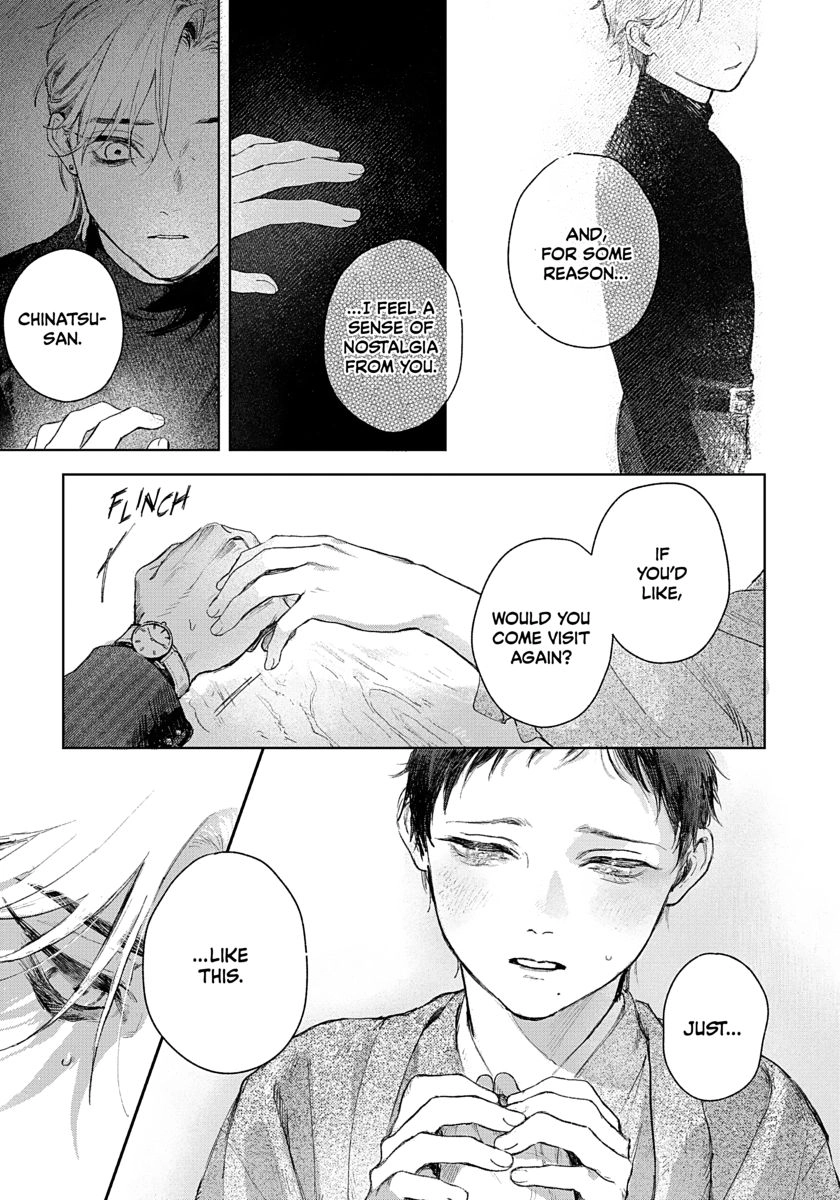 AND,
FOR SOME
REASON...
...I FEEL A
SENSE OF
NOSTALGIA
FROM YOU.
CHINATSU-
SAN.
IF
YOU'D
LIKE,
WOULD YOU
COME VISIT
AGAIN?
FLINCH
JUST...
...LIKE
THIS.